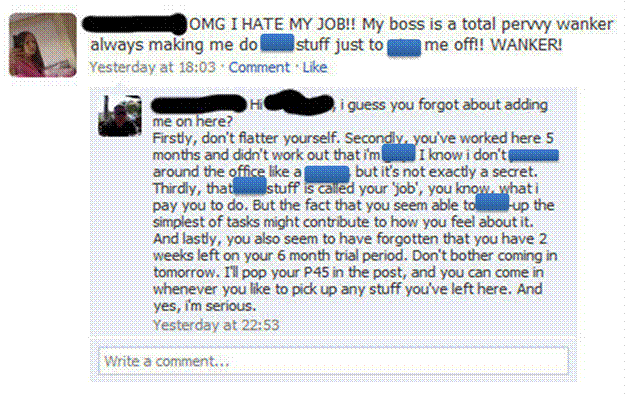 OMG I HATE MY JOB!! My boss is a total pervvy wanker
always making me do stuff just to me off!! WANKER!
Yesterday at 18:03 · Comment · Like
Hi , i guess you forgot about adding
me on here?
Firstly, don't flatter yourself. Secondly, you've worked here 5
months and didn't work out that i'm I know i don't
around the office like a , but it's not exactly a secret.
Thirdly, that stuff is called your 'job', you know, what i
pay you to do. But the fact that you seem able to -up the
simplest of tasks might contribute to how you feel about it.
And lastly, you also seem to have forgotten that you have 2
weeks left on your 6 month trial period. Don't bother coming in
tomorrow. I'll pop your P45 in the post, and you can come in
whenever you like to pick up any stuff you've left here. And
yes, i'm serious.
Yesterday at 22:53
Write a comment...